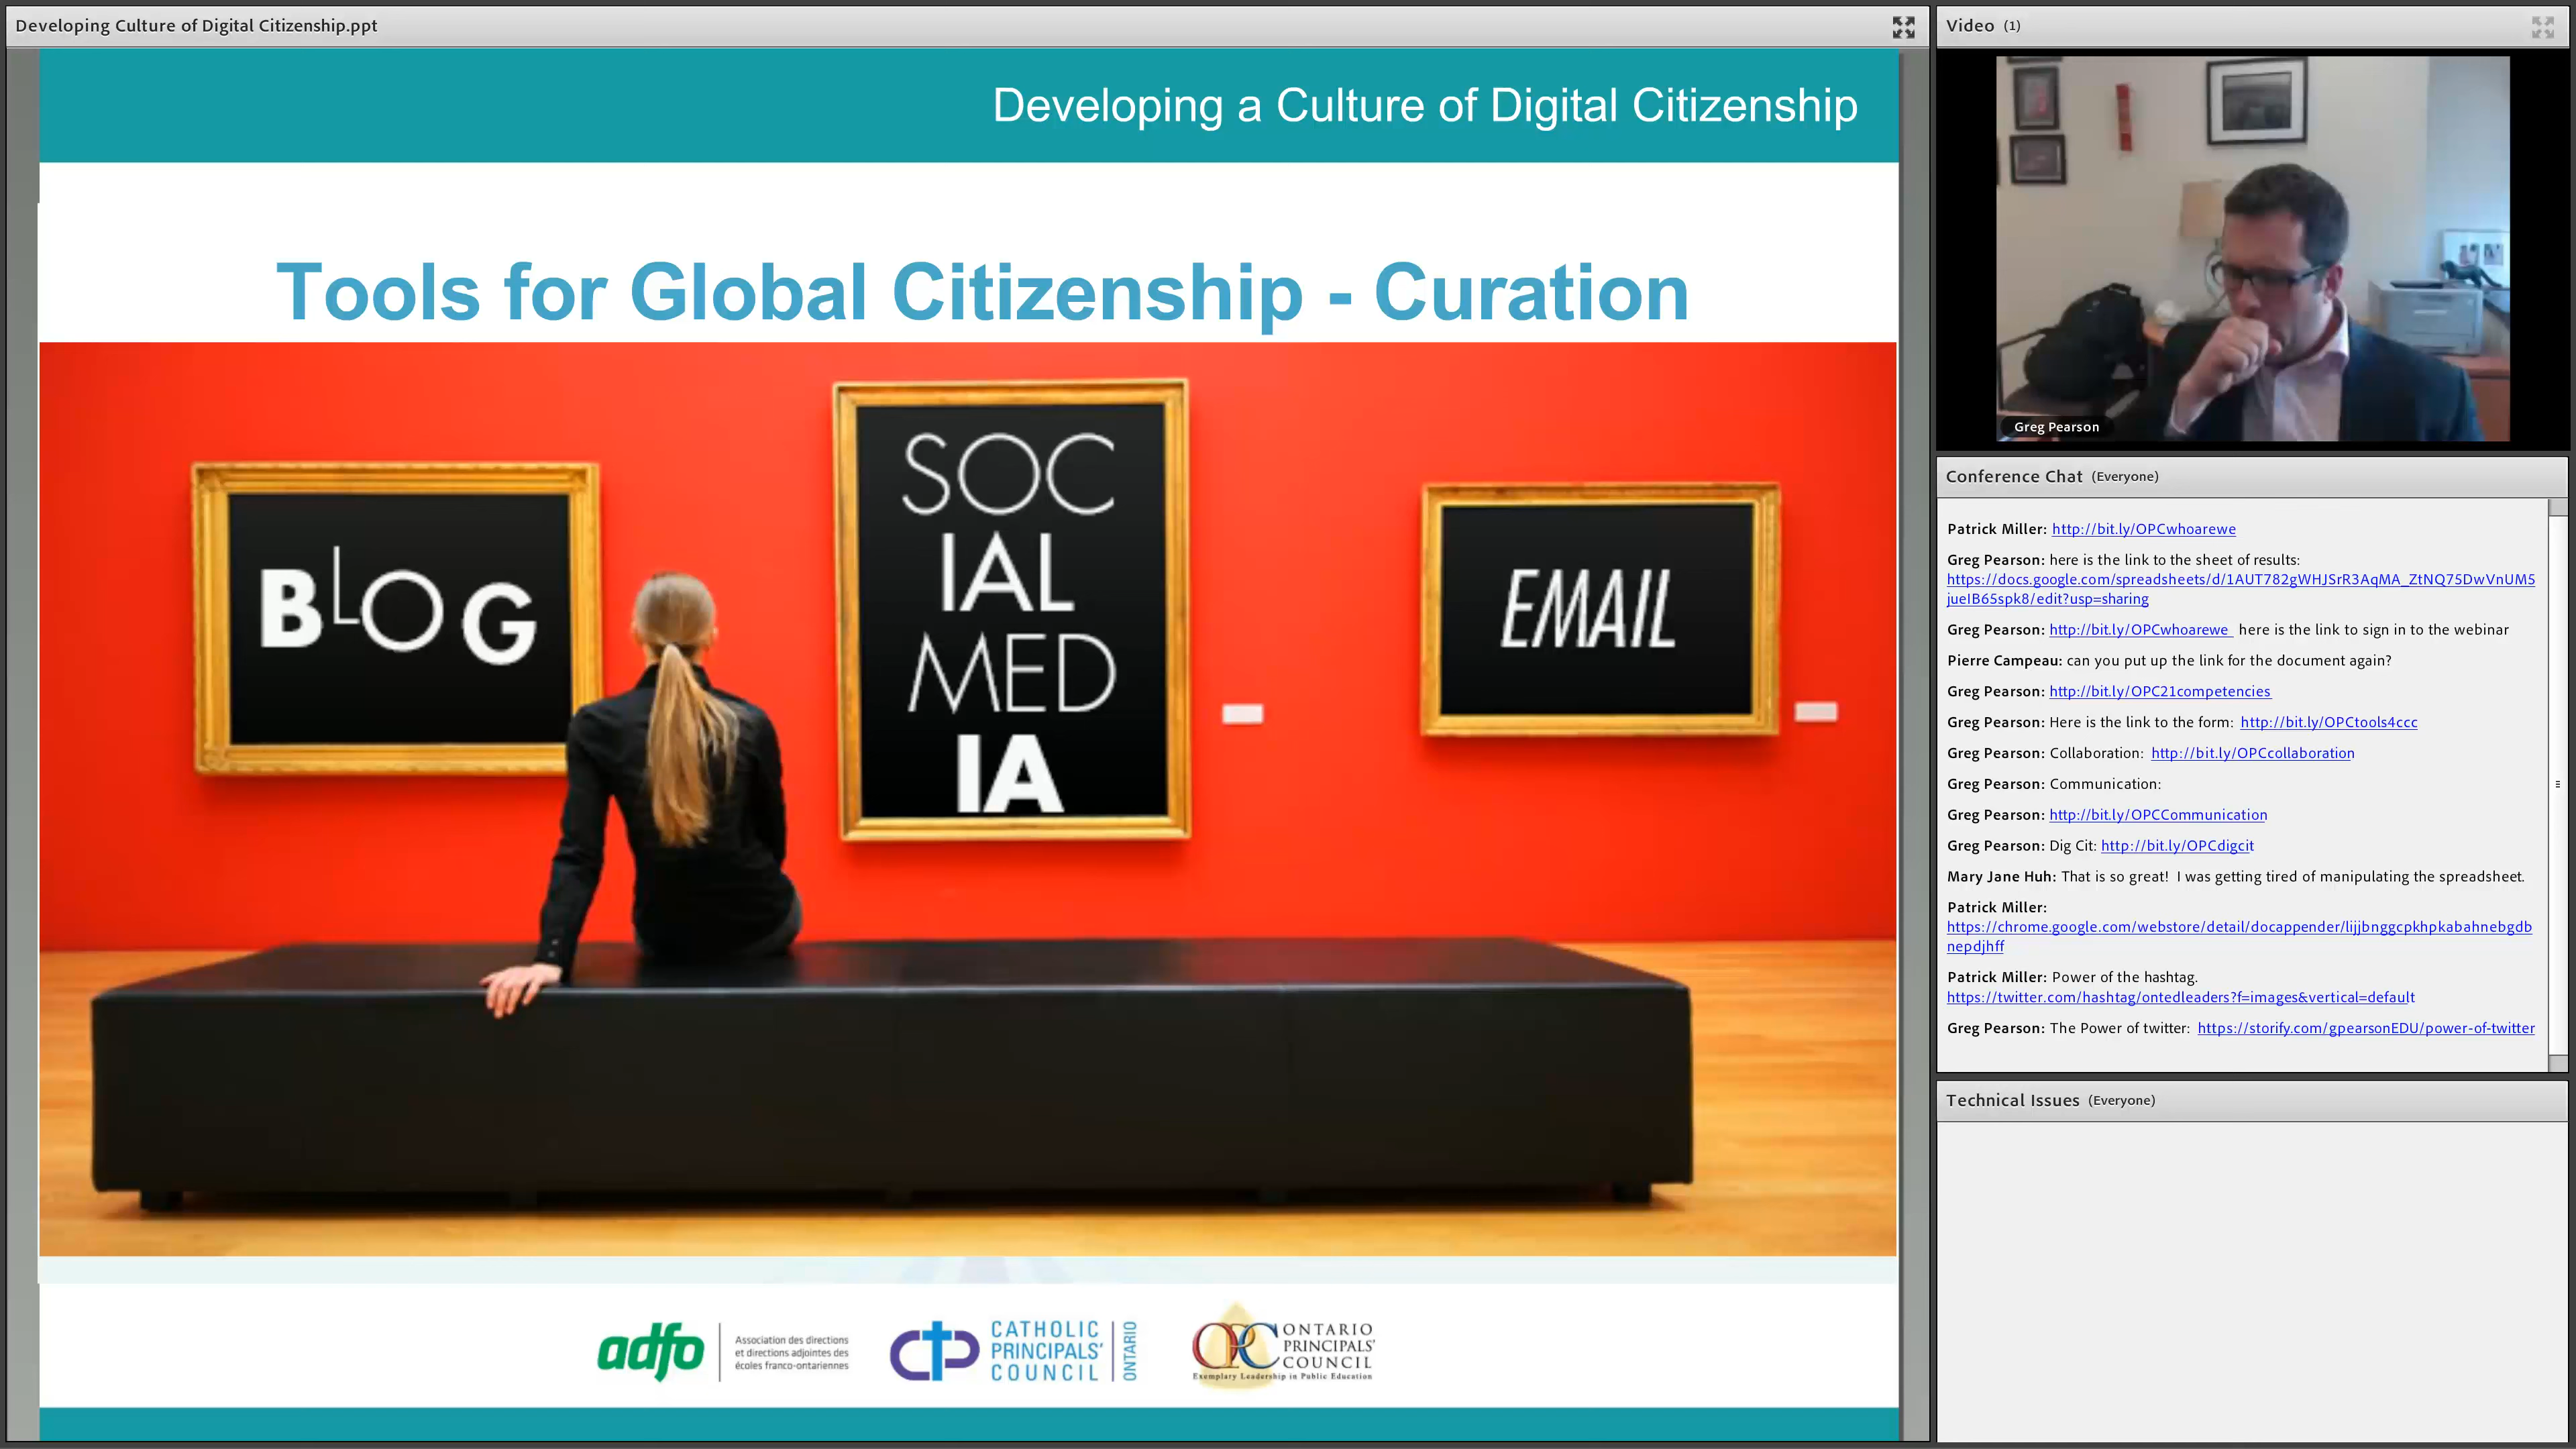 Developing Culture of Digital Citizenship.ppt
Developing a Culture of Digital Citizenship
Tools for Global Citizenship - Curation
BLOG
SOC
IAL
MED
IA
EMAIL
adfo
Association des directions
et directions adjointes des
écoles franco-ontariennes
CATHOLIC
PRINCIPALS'
COUNCIL
ONTARIO
OPC
ONTARIO
PRINCIPALS'
COUNCIL
Exemplary Leadership in Public Education
Video (1)
Greg Pearson
Conference Chat (Everyone)
Patrick Miller: http://bit.ly/OPCwhoarewe
Greg Pearson: here is the link to the sheet of results:
https://docs.google.com/spreadsheets/d/1AUT782gWHJSrR3AqMA_ZtNQ75DwVnUM5
jueIB65spk8/edit?usp=sharing
Greg Pearson: http://bit.ly/OPCwhoarewe here is the link to sign in to the webinar
Pierre Campeau: can you put up the link for the document again?
Greg Pearson: http://bit.ly/OPC21competencies
Greg Pearson: Here is the link to the form: http://bit.ly/OPCtools4ccc
Greg Pearson: Collaboration: http://bit.ly/OPCcollaboration
Greg Pearson: Communication:
Greg Pearson: http://bit.ly/OPCCommunication
Greg Pearson: Dig Cit: http://bit.ly/OPCdigcit
Mary Jane Huh: That is so great! I was getting tired of manipulating the spreadsheet.
Patrick Miller:
https://chrome.google.com/webstore/detail/docappender/lijjbnggcpkhpkabahnebgdb
nepdjhff
Patrick Miller: Power of the hashtag.
https://twitter.com/hashtag/ontedleaders?f=images&vertical=default
Greg Pearson: The Power of twitter: https://storify.com/gpearsonEDU/power-of-twitter
Technical Issues (Everyone)